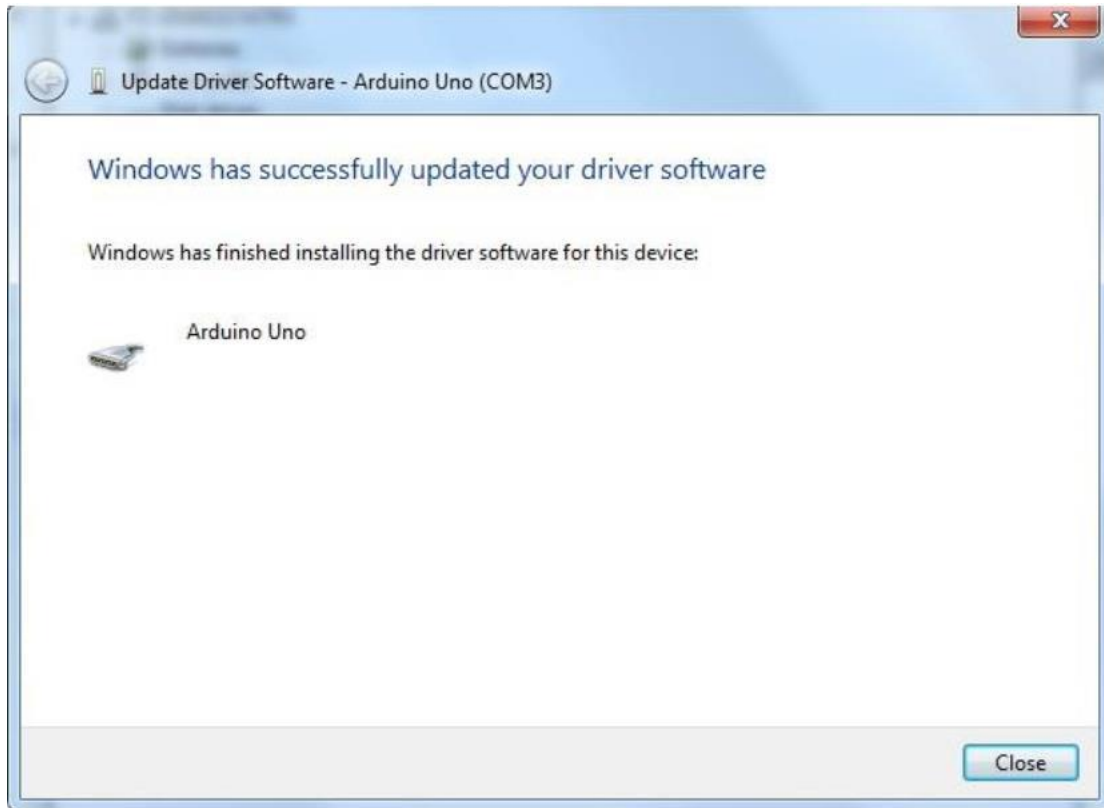 Update Driver Software - Arduino Uno (COM3)
Windows has successfully updated your driver software
Windows has finished installing the driver software for this device:
Arduino Uno
Close